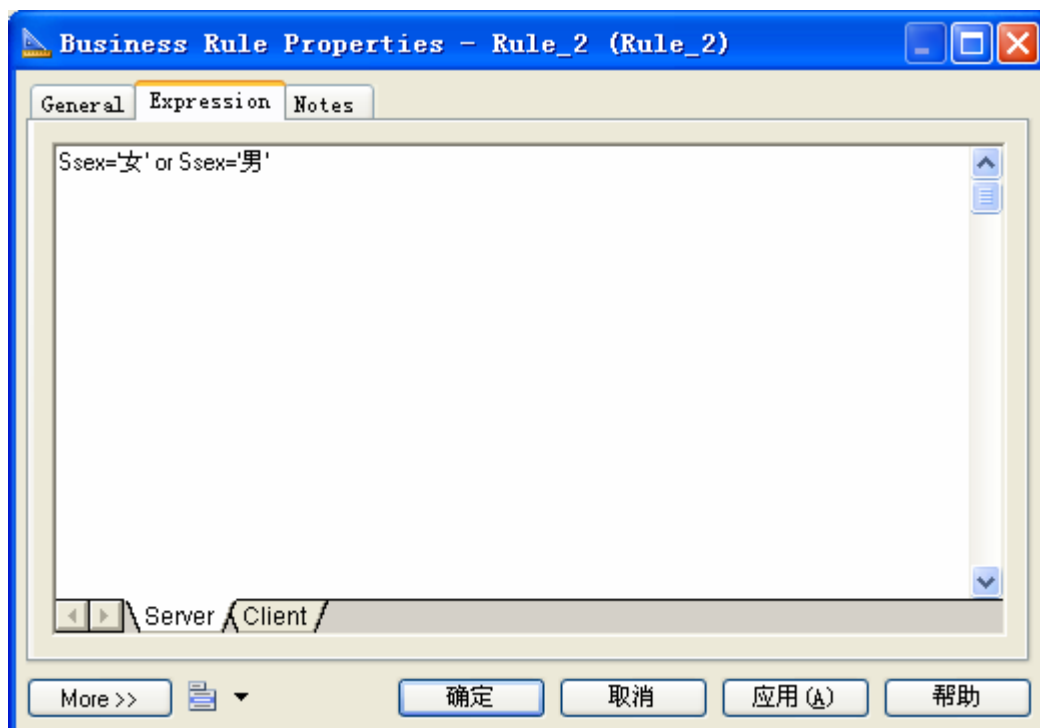 Business Rule Properties - Rule_2 (Rule_2)
General Expression Notes
Ssex='女' or Ssex='男'
Server Client
More >> 确定 取消 应用(A) 帮助